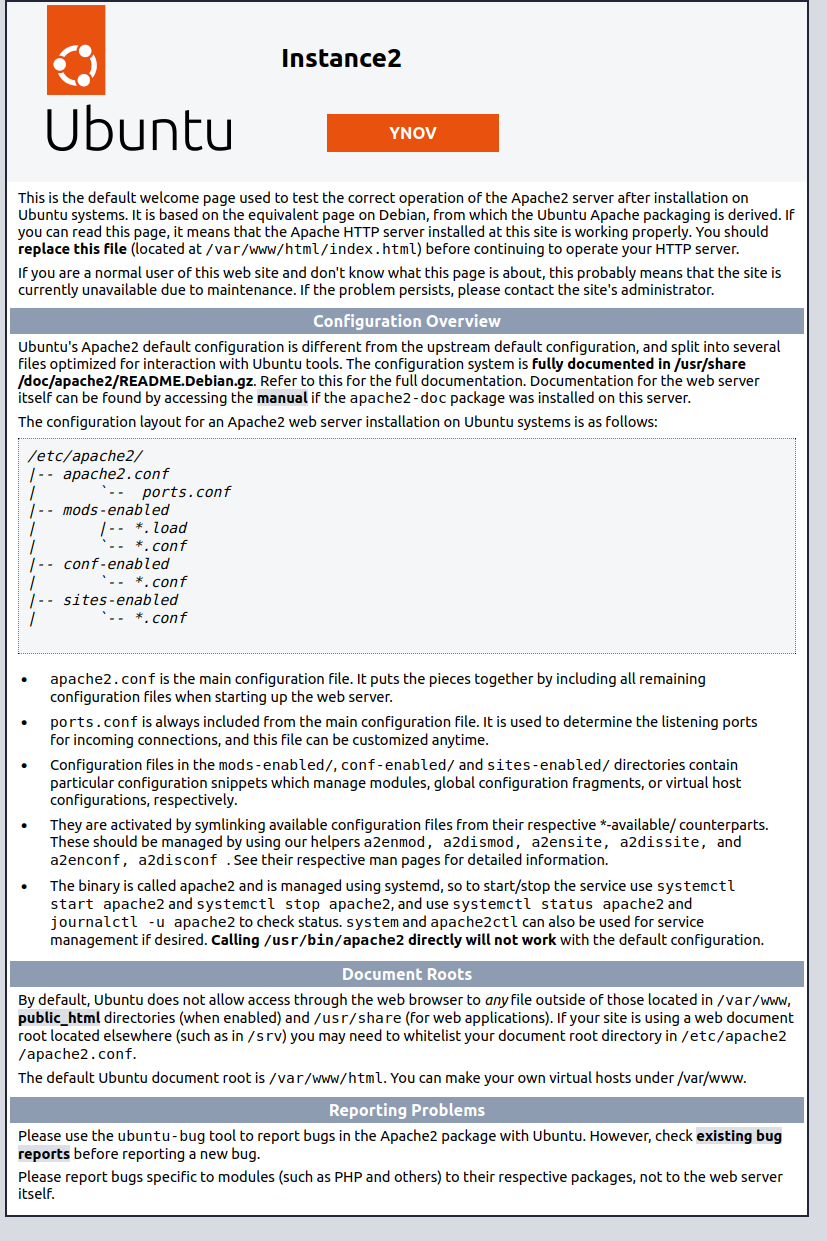 Instance2
Ubuntu
YNOV
This is the default welcome page used to test the correct operation of the Apache2 server after installation on
Ubuntu systems. It is based on the equivalent page on Debian, from which the Ubuntu Apache packaging is derived. If
you can read this page, it means that the Apache HTTP server installed at this site is working properly. You should
replace this file (located at /var/www/html/index.html) before continuing to operate your HTTP server.
If you are a normal user of this web site and don't know what this page is about, this probably means that the site is
currently unavailable due to maintenance. If the problem persists, please contact the site's administrator.
Configuration Overview
Ubuntu's Apache2 default configuration is different from the upstream default configuration, and split into several
files optimized for interaction with Ubuntu tools. The configuration system is fully documented in /usr/share
/doc/apache2/README.Debian.gz. Refer to this for the full documentation. Documentation for the web server
itself can be found by accessing the manual if the apache2-doc package was installed on this server.
The configuration layout for an Apache2 web server installation on Ubuntu systems is as follows:
/etc/apache2/
|-- apache2.conf
|       `--  ports.conf
|-- mods-enabled
|       |-- *.load
|       `-- *.conf
|-- conf-enabled
|       `-- *.conf
|-- sites-enabled
|       `-- *.conf
• apache2.conf is the main configuration file. It puts the pieces together by including all remaining
configuration files when starting up the web server.
• ports.conf is always included from the main configuration file. It is used to determine the listening ports
for incoming connections, and this file can be customized anytime.
• Configuration files in the mods-enabled/, conf-enabled/ and sites-enabled/ directories contain
particular configuration snippets which manage modules, global configuration fragments, or virtual host
configurations, respectively.
• They are activated by symlinking available configuration files from their respective *-available/ counterparts.
These should be managed by using our helpers a2enmod, a2dismod, a2ensite, a2dissite, and
a2enconf, a2disconf . See their respective man pages for detailed information.
• The binary is called apache2 and is managed using systemd, so to start/stop the service use systemctl
start apache2 and systemctl stop apache2, and use systemctl status apache2 and
journalctl -u apache2 to check status. system and apache2ctl can also be used for service
management if desired. Calling /usr/bin/apache2 directly will not work with the default configuration.
Document Roots
By default, Ubuntu does not allow access through the web browser to any file outside of those located in /var/www,
public_html directories (when enabled) and /usr/share (for web applications). If your site is using a web document
root located elsewhere (such as in /srv) you may need to whitelist your document root directory in /etc/apache2
/apache2.conf.
The default Ubuntu document root is /var/www/html. You can make your own virtual hosts under /var/www.
Reporting Problems
Please use the ubuntu-bug tool to report bugs in the Apache2 package with Ubuntu. However, check existing bug
reports before reporting a new bug.
Please report bugs specific to modules (such as PHP and others) to their respective packages, not to the web server
itself.